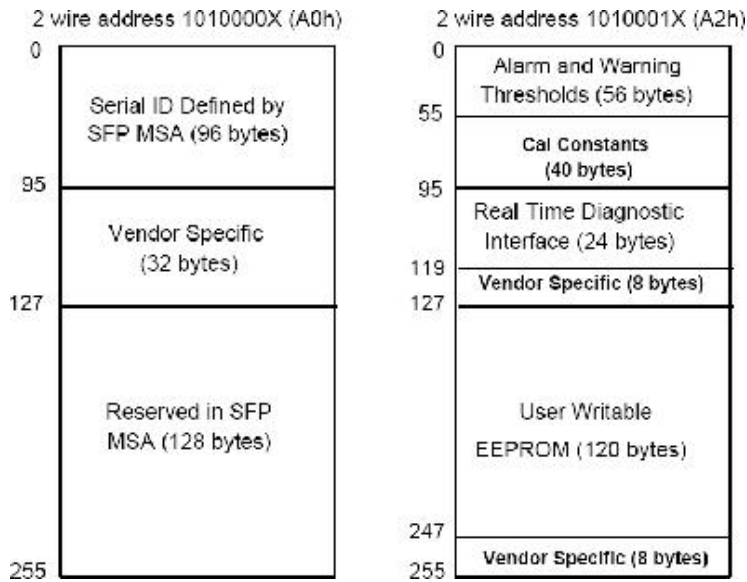 2 wire address 1010000X (A0h)
0
Serial ID Defined by
SFP MSA (96 bytes)
95
Vendor Specific
(32 bytes)
127
Reserved in SFP
MSA (128 bytes)
255
2 wire address 1010001X (A2h)
0
Alarm and Warning
Thresholds (56 bytes)
55
Cal Constants
(40 bytes)
95
Real Time Diagnostic
Interface (24 bytes)
119
Vendor Specific (8 bytes)
127
User Writable
EEPROM (120 bytes)
247
Vendor Specific (8 bytes)
255